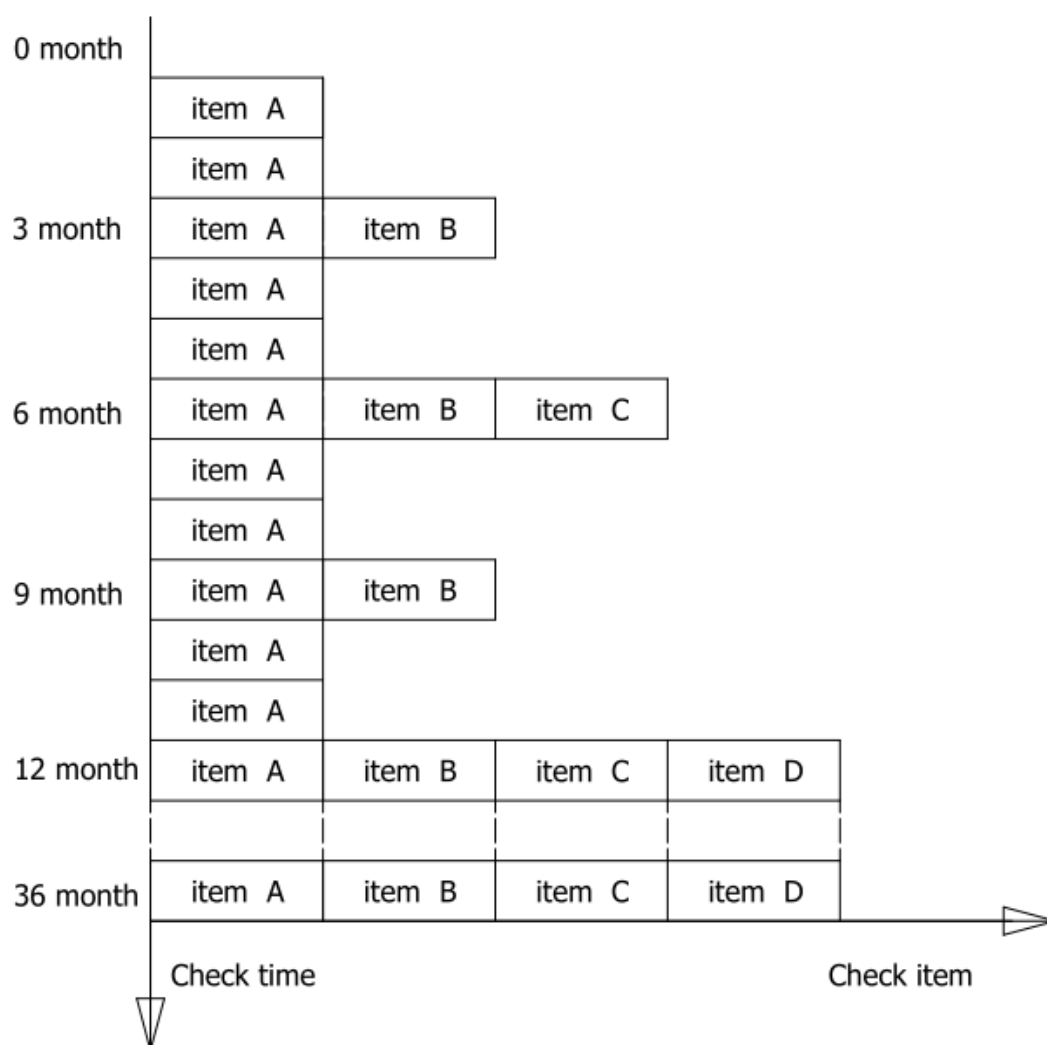 0 month
item A
item A
3 month item A item B
item A
item A
6 month item A item B item C
item A
item A
9 month item A item B
item A
item A
12 month item A item B item C item D
36 month item A item B item C item D
Check time Check item